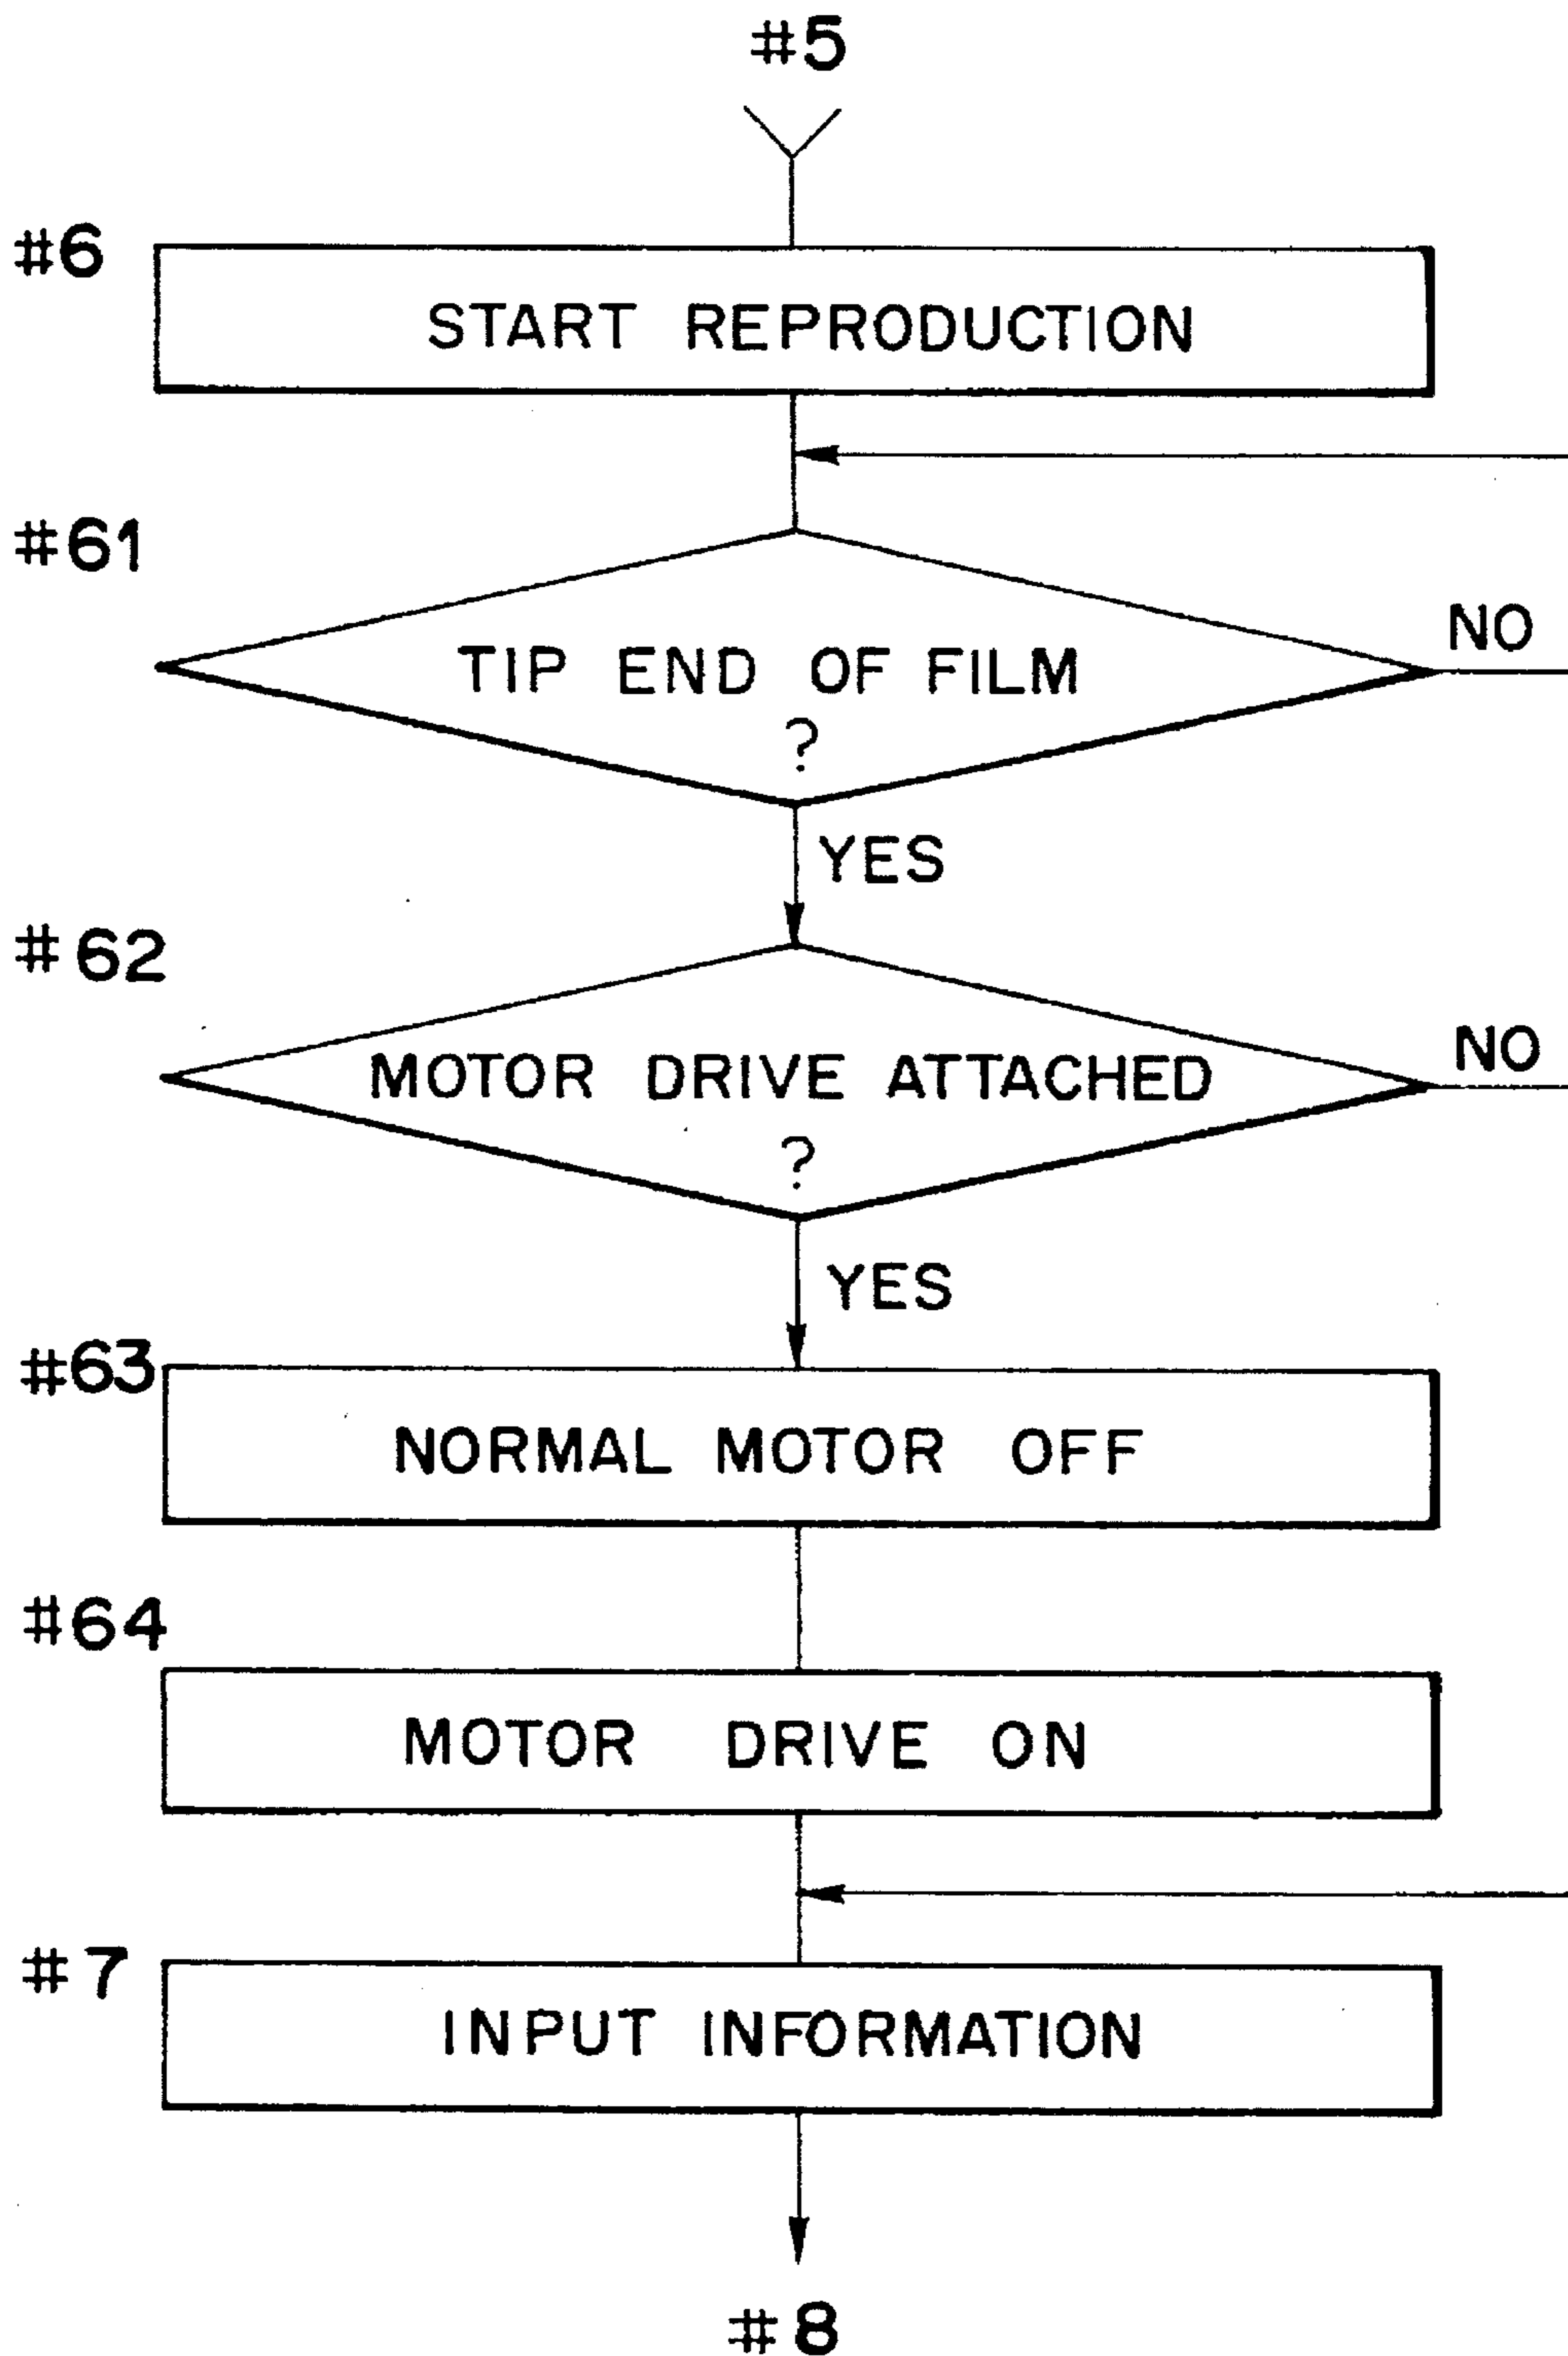 #5
#6
START REPRODUCTION
#61
NO
TIP END OF FILM
?
YES
#62
NO
MOTOR DRIVE ATTACHED
?
YES
#63
NORMAL MOTOR OFF
#64
MOTOR DRIVE ON
#7
INPUT INFORMATION
#8